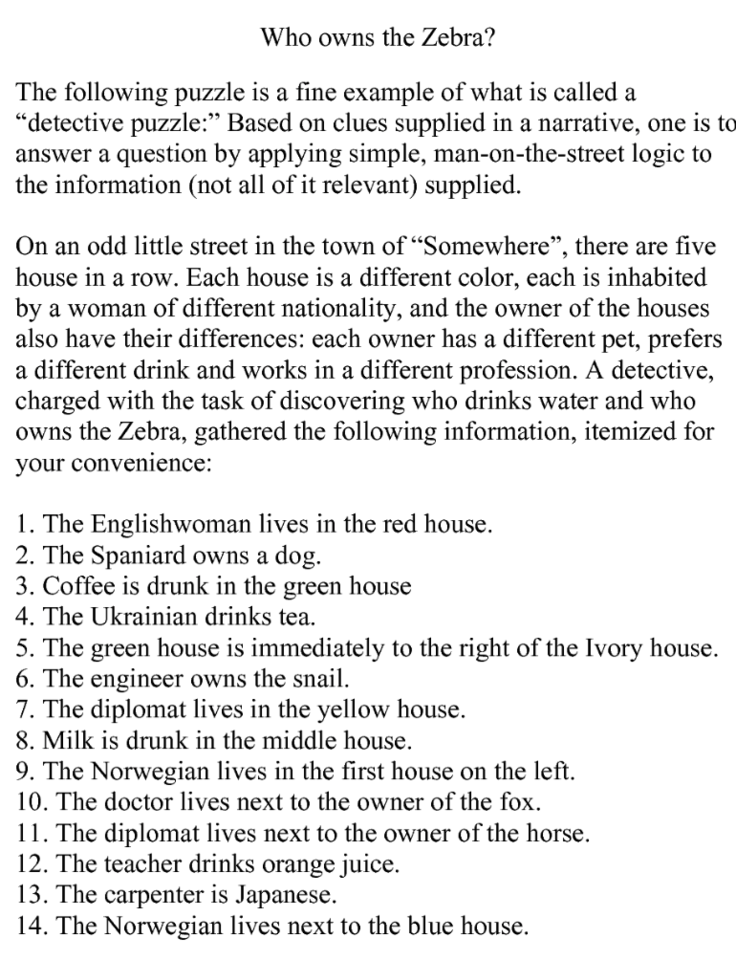 Who owns the Zebra?
The following puzzle is a fine example of what is called a
“detective puzzle:” Based on clues supplied in a narrative, one is to
answer a question by applying simple, man-on-the-street logic to
the information (not all of it relevant) supplied.
On an odd little street in the town of “Somewhere”, there are five
house in a row. Each house is a different color, each is inhabited
by a woman of different nationality, and the owner of the houses
also have their differences: each owner has a different pet, prefers
a different drink and works in a different profession. A detective,
charged with the task of discovering who drinks water and who
owns the Zebra, gathered the following information, itemized for
your convenience:
1. The Englishwoman lives in the red house.
2. The Spaniard owns a dog.
3. Coffee is drunk in the green house
4. The Ukrainian drinks tea.
5. The green house is immediately to the right of the Ivory house.
6. The engineer owns the snail.
7. The diplomat lives in the yellow house.
8. Milk is drunk in the middle house.
9. The Norwegian lives in the first house on the left.
10. The doctor lives next to the owner of the fox.
11. The diplomat lives next to the owner of the horse.
12. The teacher drinks orange juice.
13. The carpenter is Japanese.
14. The Norwegian lives next to the blue house.